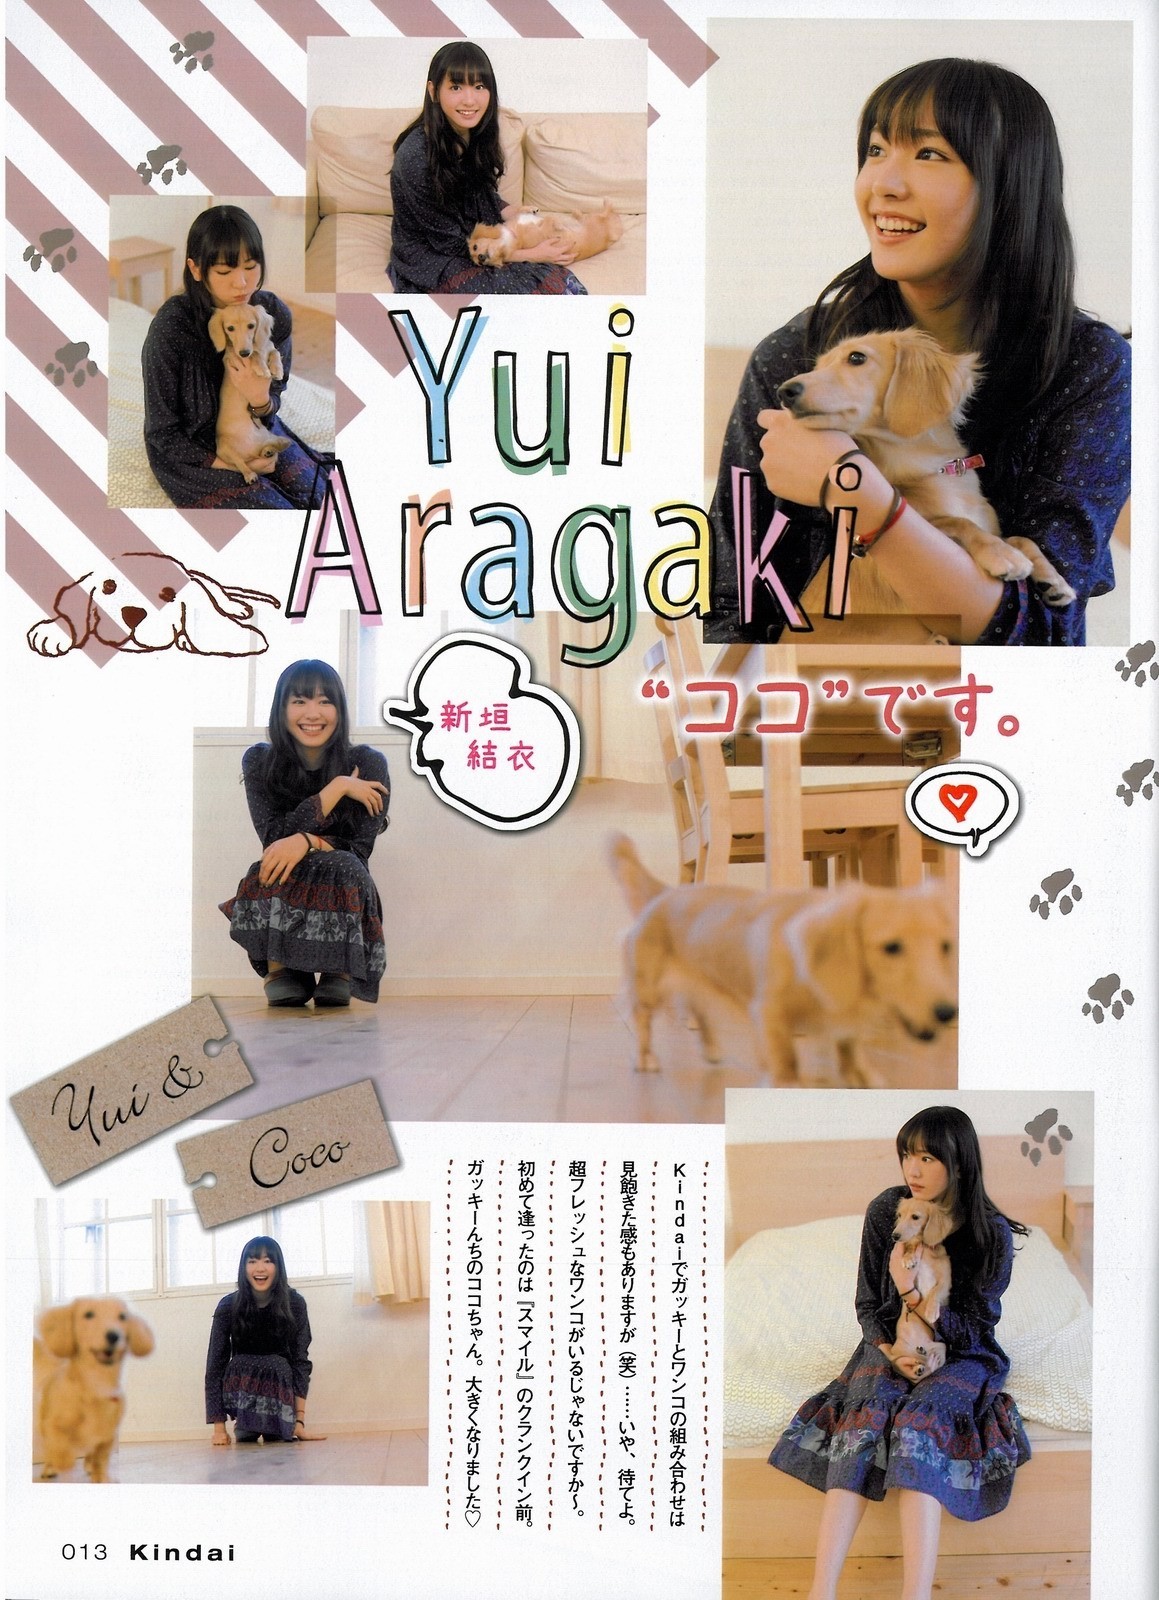 Yui
Aragaki
新垣
結衣
“ココ”です。
Yui &
Coco
Kindaiでガッキーとワンコの組み合わせは
見飽きた感もありますが（笑）……いや、待てよ。
超フレッシュなワンコがいるじゃないですか〜。
初めて逢ったのは『スマイル』のクランクイン前。
ガッキーんちのココちゃん。大きくなりました♡
013 Kindai